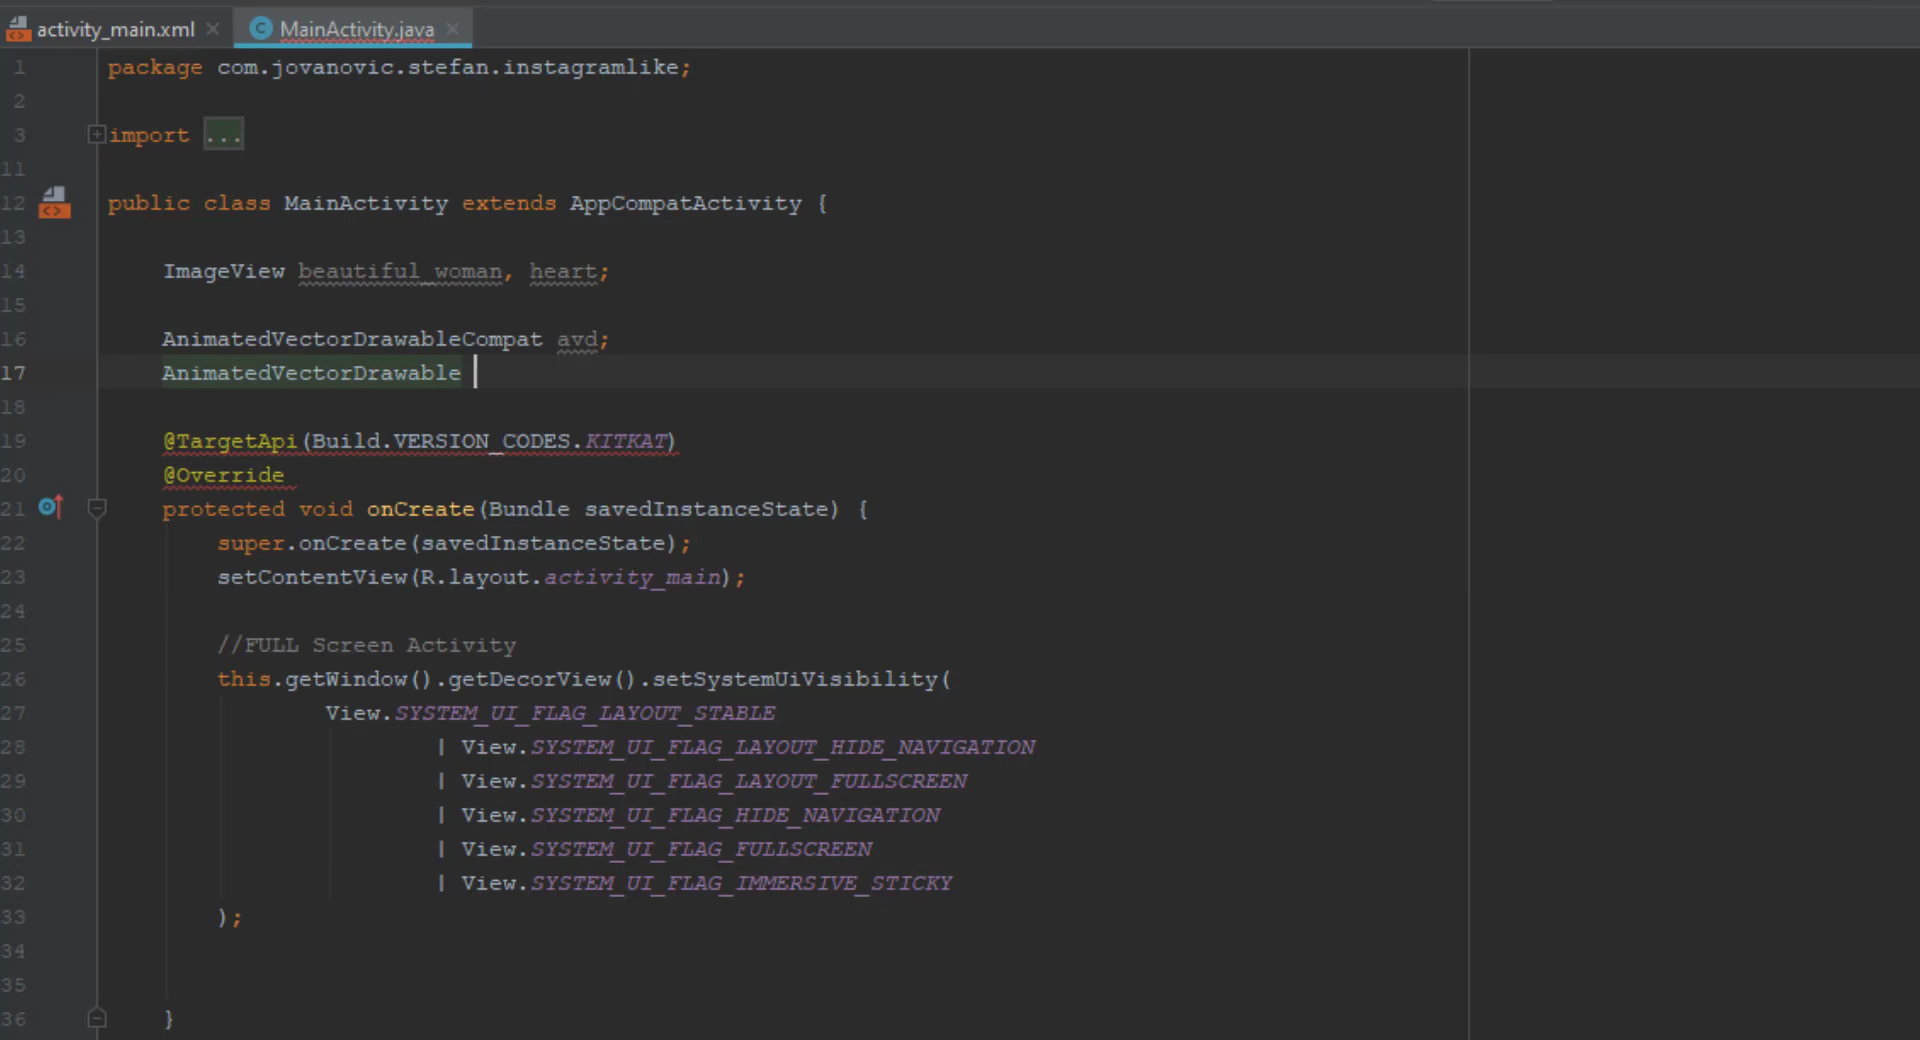 activity_main.xml
MainActivity.java
1 package com.jovanovic.stefan.instagramlike;
2
3 import ...
11
12 public class MainActivity extends AppCompatActivity {
13
14 ImageView beautiful_woman, heart;
15
16 AnimatedVectorDrawableCompat avd;
17 AnimatedVectorDrawable
18
19 @TargetApi(Build.VERSION_CODES.KITKAT)
20 @Override
21 protected void onCreate(Bundle savedInstanceState) {
22 super.onCreate(savedInstanceState);
23 setContentView(R.layout.activity_main);
24
25 //FULL Screen Activity
26 this.getWindow().getDecorView().setSystemUiVisibility(
27 View.SYSTEM_UI_FLAG_LAYOUT_STABLE
28 | View.SYSTEM_UI_FLAG_LAYOUT_HIDE_NAVIGATION
29 | View.SYSTEM_UI_FLAG_LAYOUT_FULLSCREEN
30 | View.SYSTEM_UI_FLAG_HIDE_NAVIGATION
31 | View.SYSTEM_UI_FLAG_FULLSCREEN
32 | View.SYSTEM_UI_FLAG_IMMERSIVE_STICKY
33 );
34
35
36 }